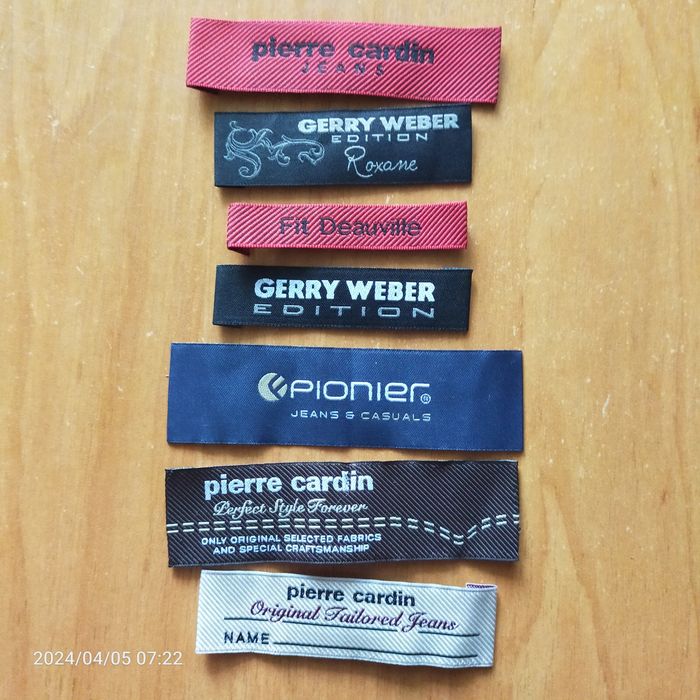 pierre cardin
JEANS
GERRY WEBER
EDITION
Roxane
Fit Deauville
GERRY WEBER
EDITION
PIONIER®
JEANS & CASUALS
pierre cardin
Perfect Style Forever
ONLY ORIGINAL SELECTED FABRICS
AND SPECIAL CRAFTSMANSHIP
pierre cardin
Original Tailored Jeans
NAME
2024/04/05 07:22